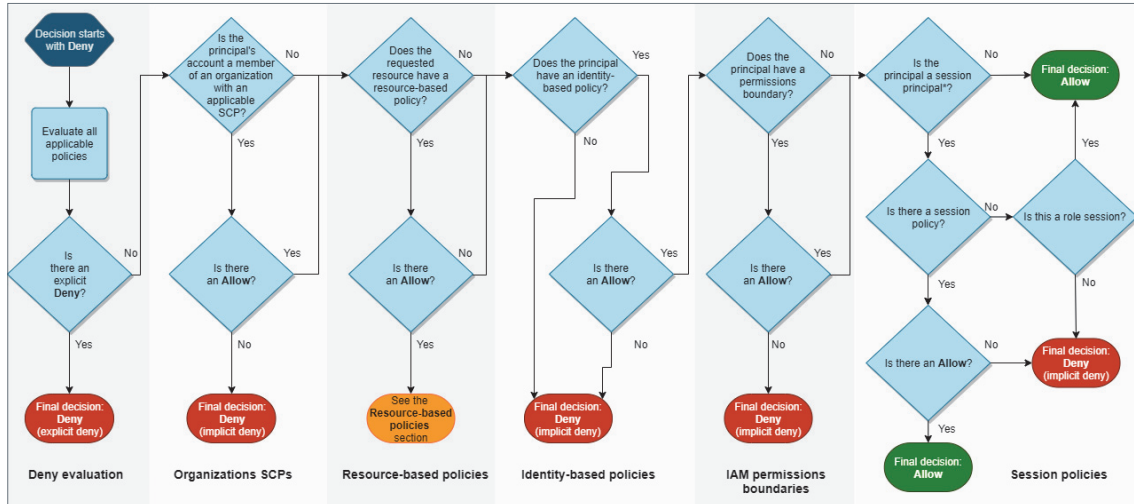 Decision starts
with Deny
Evaluate all
applicable
policies
Is
there an
explicit
Deny?
No
Yes
Final decision:
Deny
(explicit deny)
Deny evaluation
Is the
principal's
account a member
of an organization
with an
applicable
SCP?
No
Yes
Is there
an Allow?
Yes
No
Final decision:
Deny
(implicit deny)
Organizations SCPs
Does the
requested
resource have a
resource-based
policy?
No
Yes
Is there
an Allow?
No
Yes
See the
Resource-based
policies
section
Resource-based policies
Does the principal
have an identity-
based policy?
Yes
No
Is there
an Allow?
Yes
No
Final decision:
Deny
(implicit deny)
Identity-based policies
Does the
principal have a
permissions
boundary?
No
Yes
Is there
an Allow?
Yes
No
Final decision:
Deny
(implicit deny)
IAM permissions
boundaries
Is the
principal a session
principal*?
No
Final decision:
Allow
Yes
Yes
Is there a session
policy?
No
Is this a role session?
Yes
No
Is there an Allow?
No
Final decision:
Deny
(implicit deny)
Yes
Final decision:
Allow
Session policies